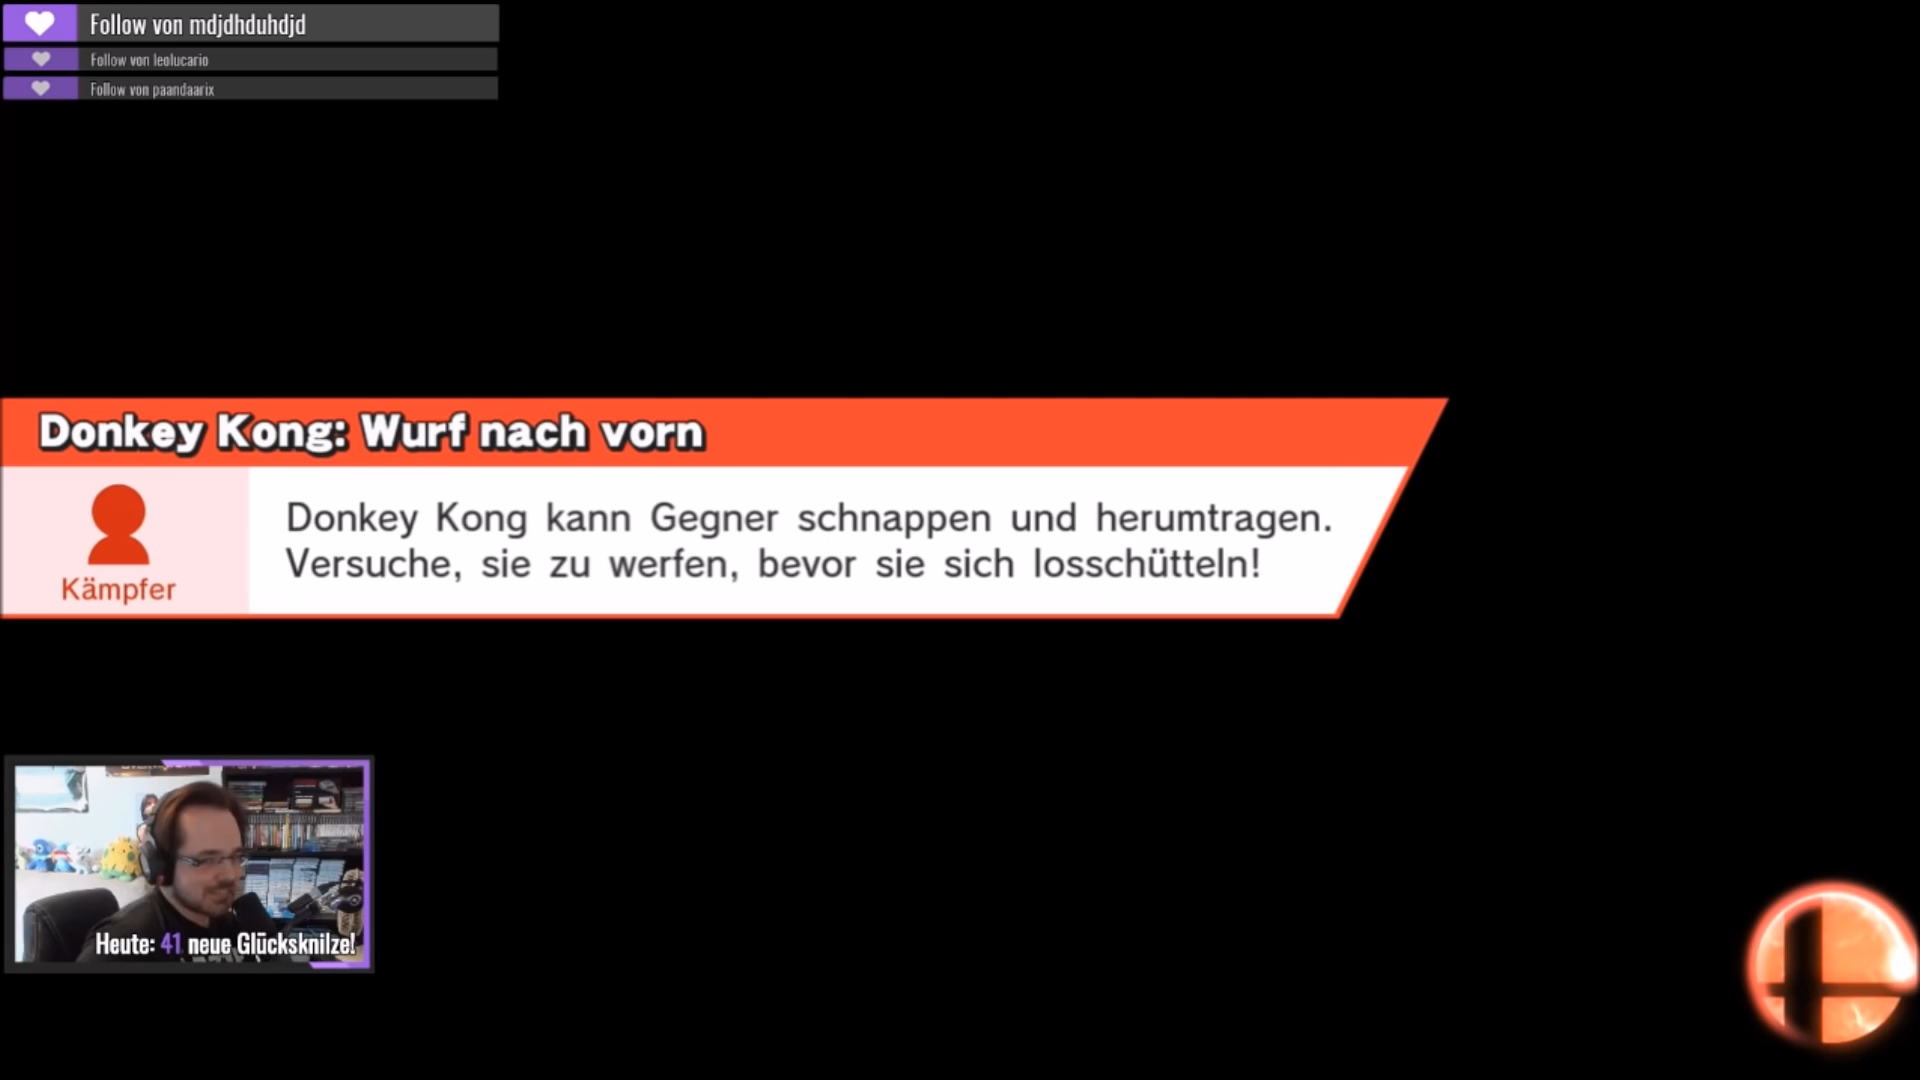 Follow von mdjdhduhdjd
Follow von leolucario
Follow von paandaarix
Donkey Kong: Wurf nach vorn
Donkey Kong kann Gegner schnappen und herumtragen.
Versuche, sie zu werfen, bevor sie sich losschütteln!
Kämpfer
Heute: 41 neue Glücksknilze!